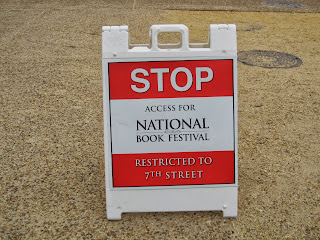 STOP
ACCESS FOR
NATIONAL
BOOK FESTIVAL
RESTRICTED TO
7TH STREET